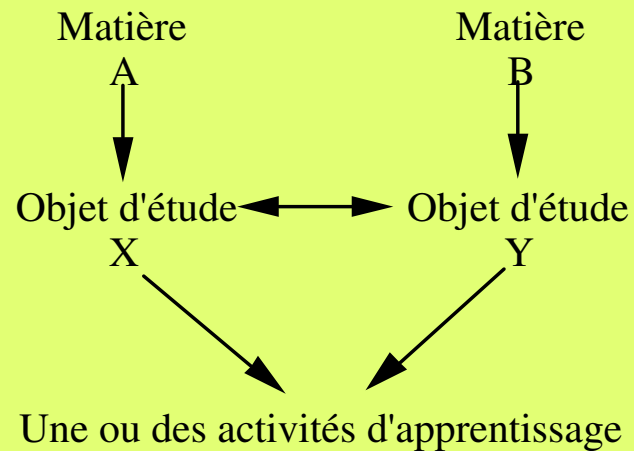 Matière Matière
A B
Objet d'étude Objet d'étude
X Y
Une ou des activités d'apprentissage